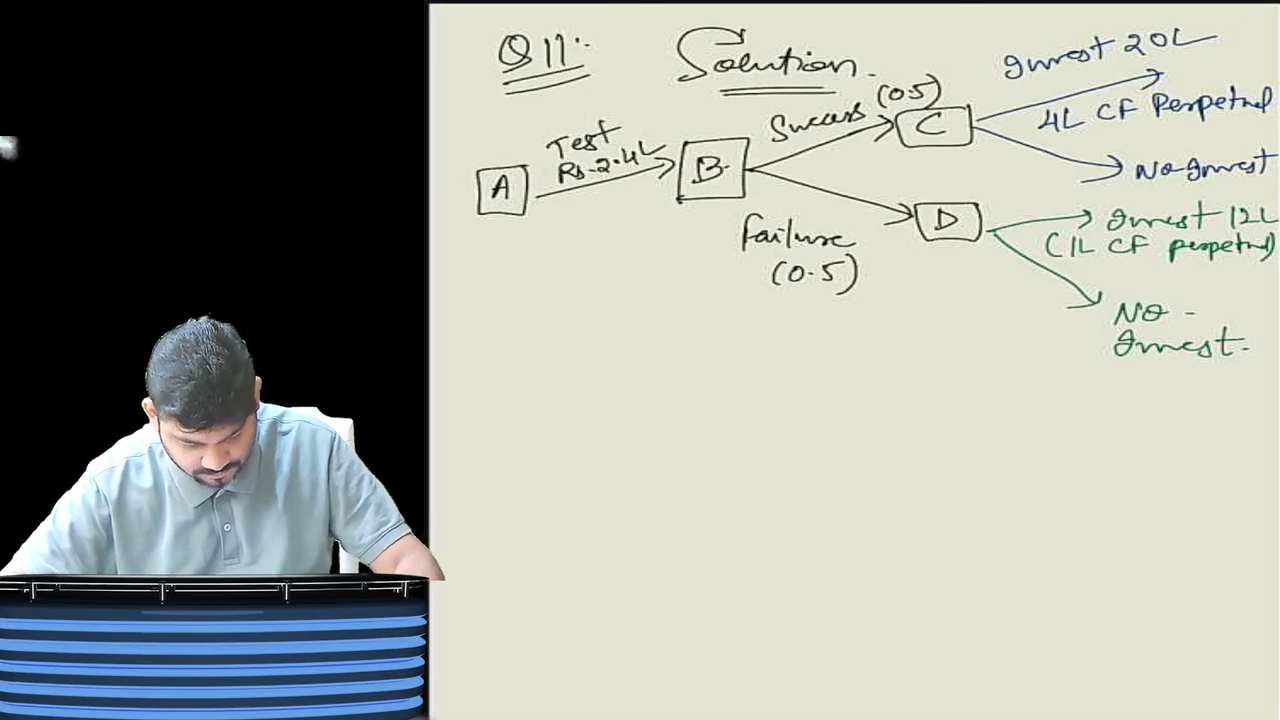 Q11. Solution.
Test
Rs. 2.4L
A
B.
Success (0.5)
C
Invest 20L
4L CF Perpetual
No Invest
Failure
(0.5)
D
Invest 12L
(1L CF perpetual)
No -
Invest.